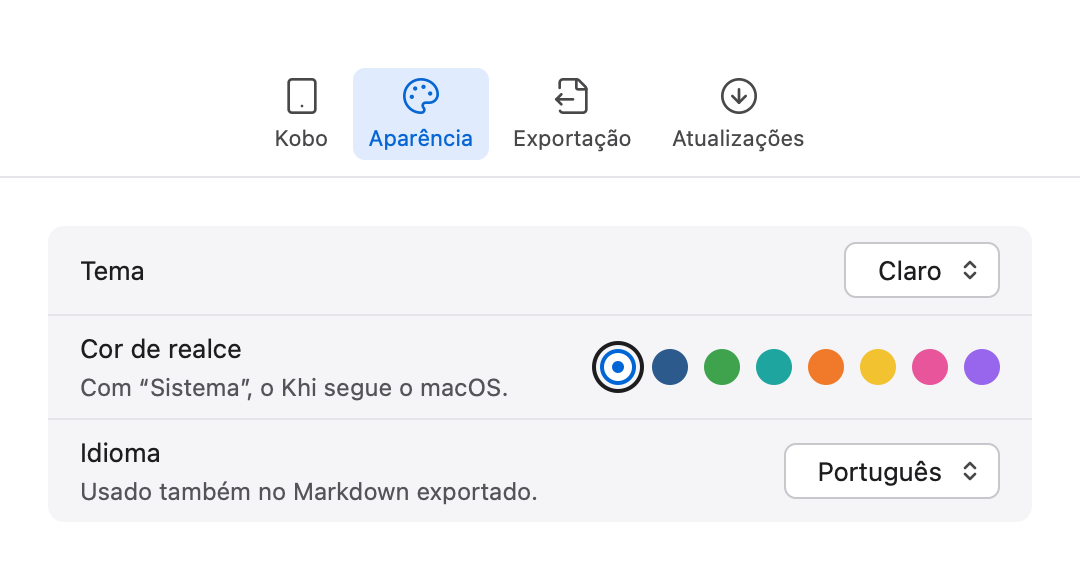 Kobo
Aparência
Exportação
Atualizações
Tema
Claro
Cor de realce
Com “Sistema”, o Khi segue o macOS.
Idioma
Usado também no Markdown exportado.
Português